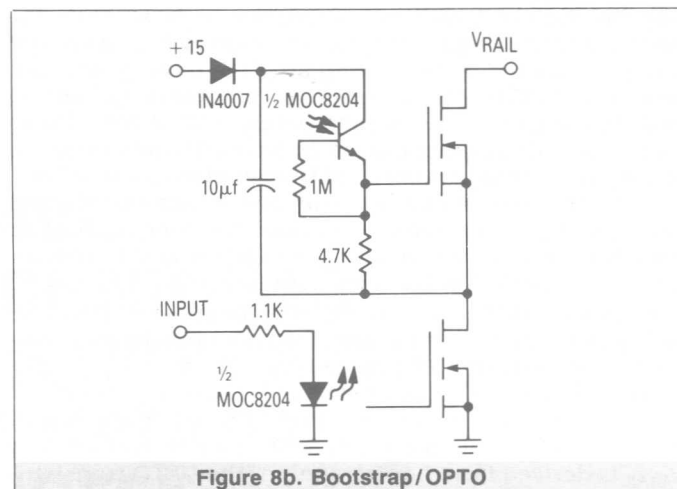 + 15
VRAIL
IN4007
½ MOC8204
10µf
1M
4.7K
INPUT
1.1K
½
MOC8204
Figure 8b. Bootstrap/OPTO